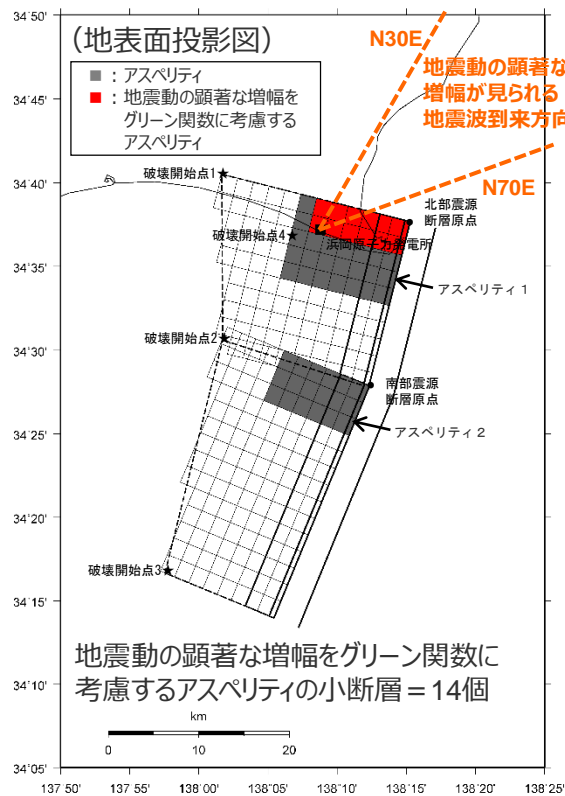 34°50'
(地表面投影図)
■ : アスペリティ
■ : 地震動の顕著な増幅を
グリーン関数に考慮する
アスペリティ
N30E
地震動の顕著な
増幅が見られる
地震波到来方向
N70E
34°45'
34°40'
破壊開始点1
北部震源
断層原点
破壊開始点4
浜岡原子力発電所
34°35'
アスペリティ1
破壊開始点2
34°30'
南部震源
断層原点
34°25'
アスペリティ2
34°20'
破壊開始点3
34°15'
地震動の顕著な増幅をグリーン関数に
考慮するアスペリティの小断層=14個
34°10'
km
0 10 20
34°05'
137°50' 137°55' 138°00' 138°05' 138°10' 138°15' 138°20' 138°25'